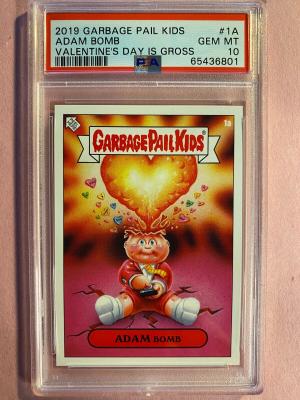 2019 GARBAGE PAIL KIDS #1A
ADAM BOMB GEM MT
VALENTINE'S DAY IS GROSS 10
PSA 65436801
1a
GARBAGE PAIL KIDS
ADAM BOMB